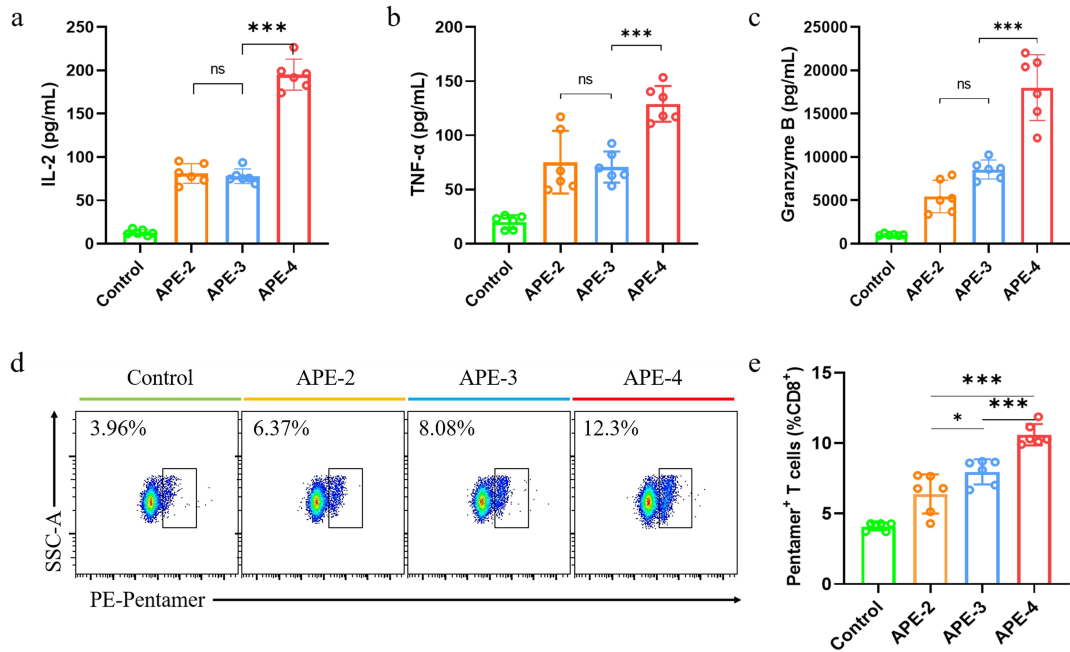 a
IL-2 (pg/mL)
250
200
150
100
50
0
ns
***
Control
APE-2
APE-3
APE-4
b
TNF-α (pg/mL)
200
150
100
50
0
ns
***
Control
APE-2
APE-3
APE-4
c
Granzyme B (pg/mL)
25000
20000
15000
10000
5000
0
ns
***
Control
APE-2
APE-3
APE-4
d
Control
APE-2
APE-3
APE-4
3.96%
6.37%
8.08%
12.3%
SSC-A
PE-Pentamer
e
Pentamer⁺ T cells (%CD8⁺)
15
10
5
0
***
***
*
Control
APE-2
APE-3
APE-4